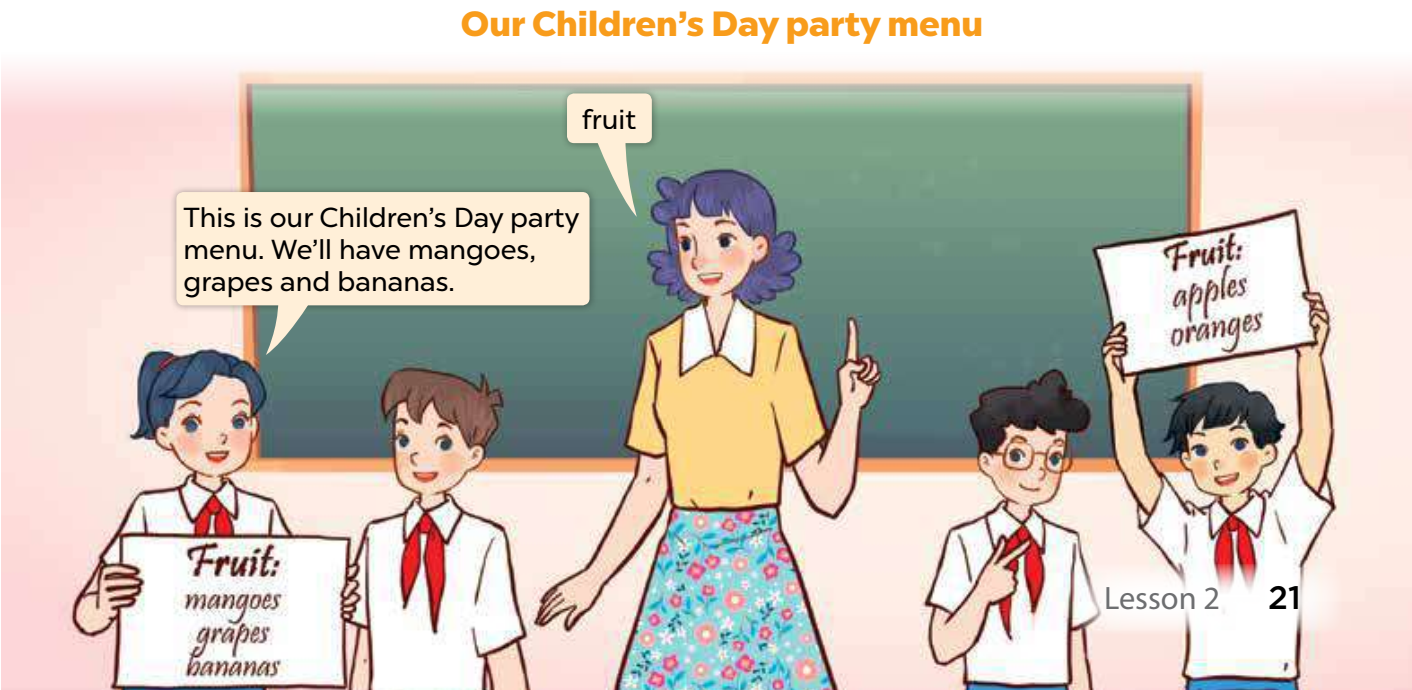 Our Children's Day party menu
fruit
This is our Children's Day party
menu. We'll have mangoes,
grapes and bananas.
Fruit:
apples
oranges
Fruit:
mangoes
grapes
bananas
Lesson 2 21